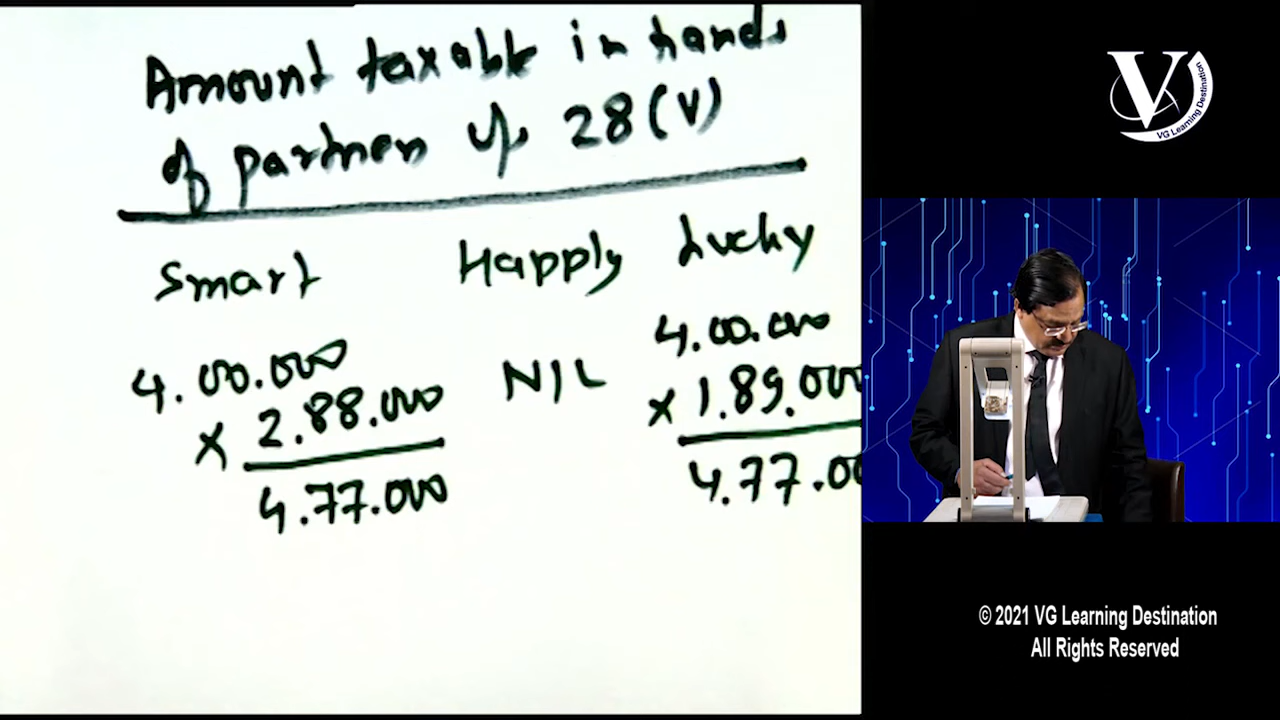 Amount taxable in hands
of partner u/s 28(V)
Smart Happly Lucky
4.00.000 NIL 4.00.000
x 2.88.000 x 1.89.000
4.77.000 4.77.00
V
VG Learning Destination
© 2021 VG Learning Destination
All Rights Reserved